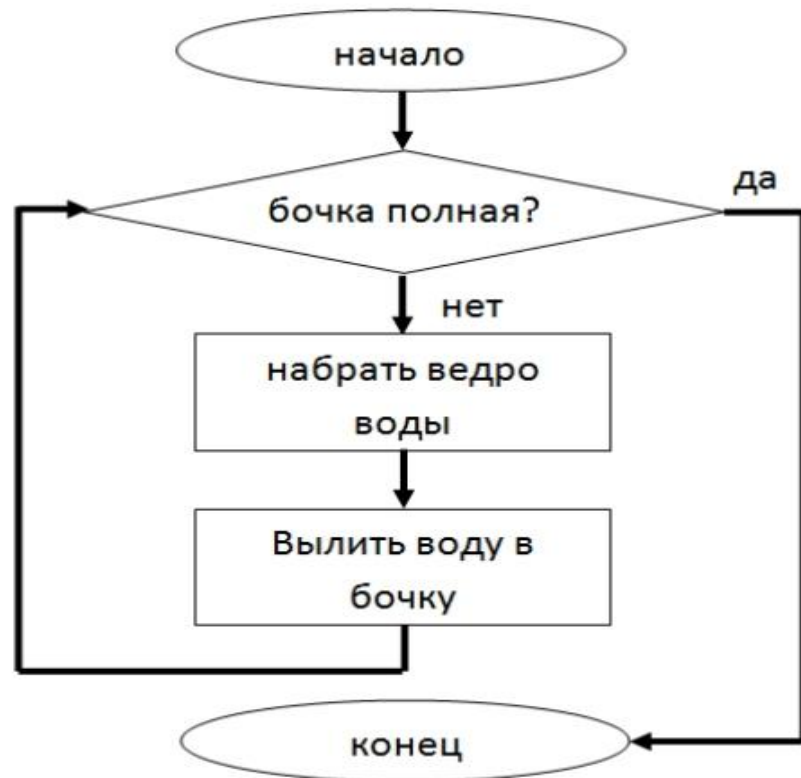 начало
да
бочка полная?
нет
набрать ведро
воды
Вылить воду в
бочку
конец